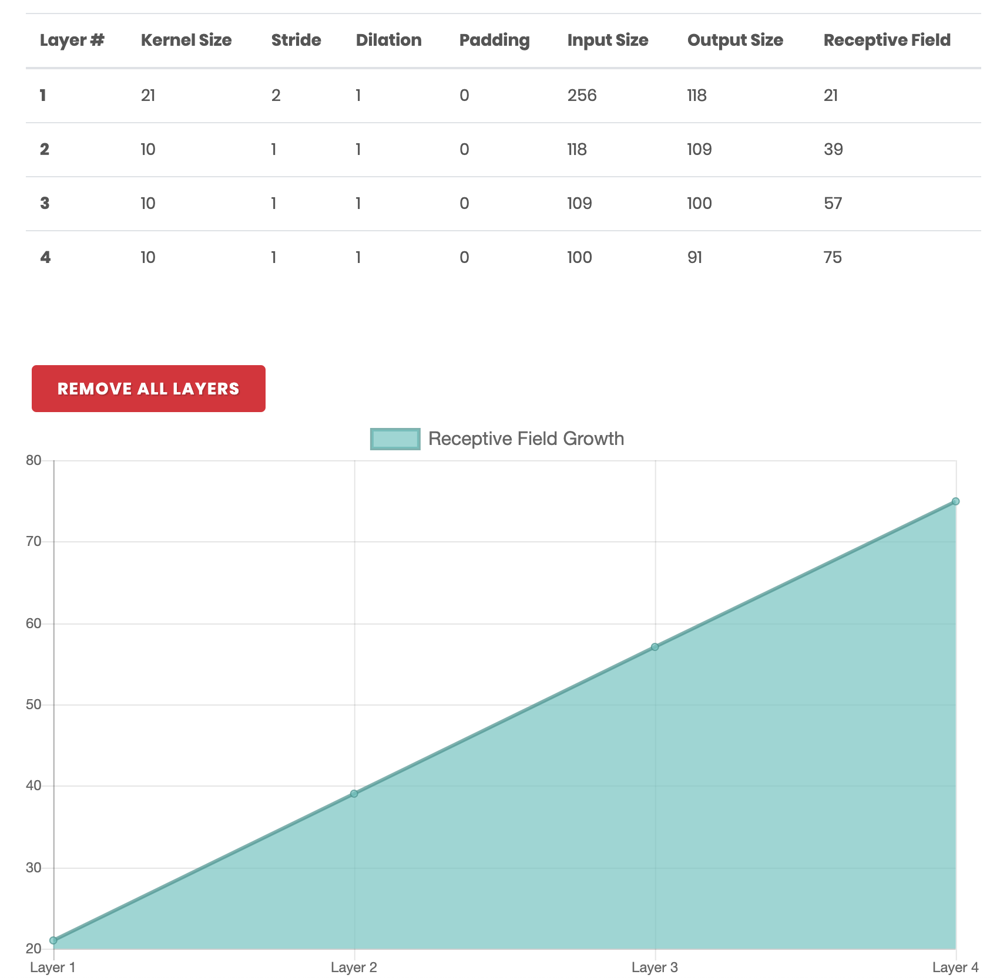 Layer # Kernel Size Stride Dilation Padding Input Size Output Size Receptive Field
1 21 2 1 0 256 118 21
2 10 1 1 0 118 109 39
3 10 1 1 0 109 100 57
4 10 1 1 0 100 91 75
REMOVE ALL LAYERS
Receptive Field Growth
80
70
60
50
40
30
20
Layer 1 Layer 2 Layer 3 Layer 4